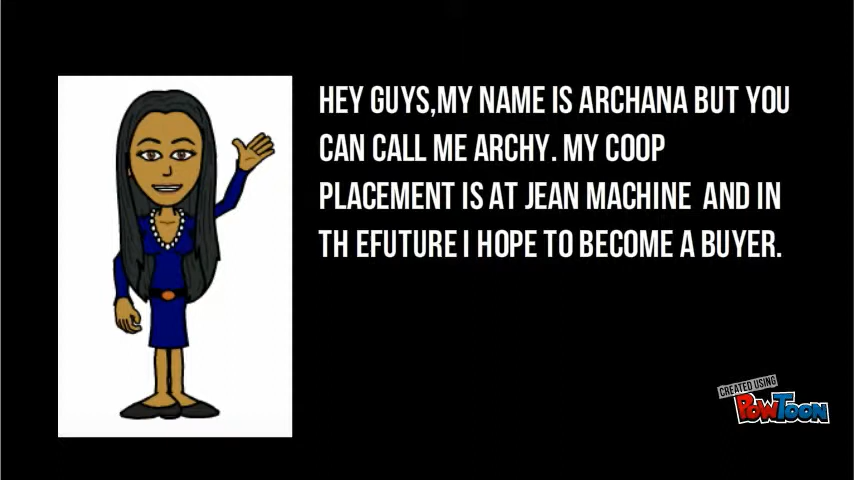 HEY GUYS,MY NAME IS ARCHANA BUT YOU
CAN CALL ME ARCHY. MY COOP
PLACEMENT IS AT JEAN MACHINE  AND IN
TH EFUTURE I HOPE TO BECOME A BUYER.
CREATED USING
POWTOON